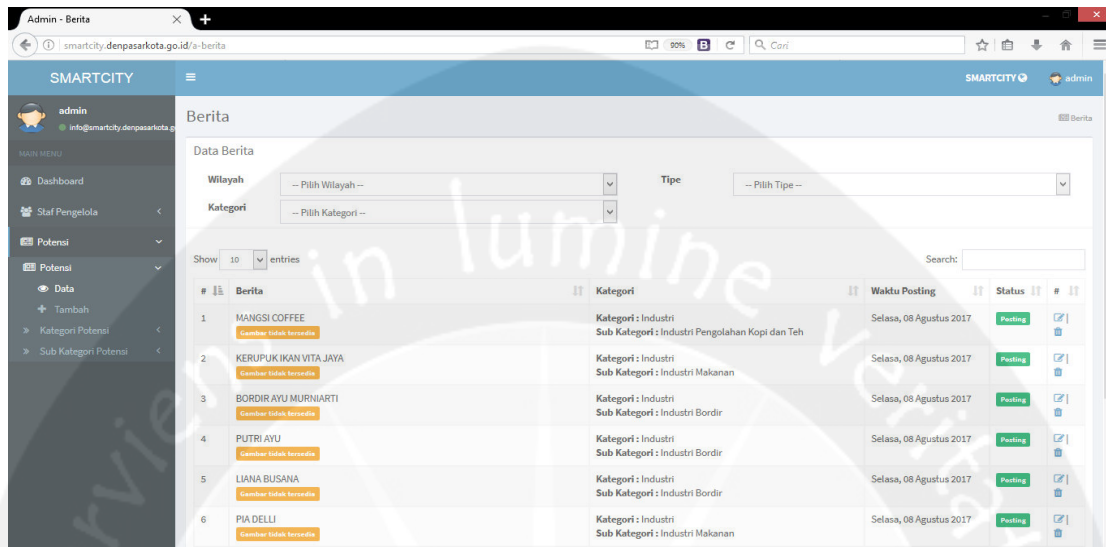 Admin - Berita
smartcity.denpasarkota.go.id/a-berita
90%
Cari
SMARTCITY
SMARTCITY
admin
admin
info@smartcity.denpasarkota.g
Berita
Berita
MAIN MENU
Dashboard
Staf Pengelola
Potensi
Potensi
Data
Tambah
Kategori Potensi
Sub Kategori Potensi
Data Berita
Wilayah
-- Pilih Wilayah --
Tipe
-- Pilih Tipe --
Kategori
-- Pilih Kategori --
Show 10 entries
Search:
# Berita Kategori Waktu Posting Status #
1 MANGSI COFFEE Kategori : Industri Selasa, 08 Agustus 2017 Posting
Gambar tidak tersedia Sub Kategori : Industri Pengolahan Kopi dan Teh
2 KERUPUK IKAN VITA JAYA Kategori : Industri Selasa, 08 Agustus 2017 Posting
Gambar tidak tersedia Sub Kategori : Industri Makanan
3 BORDIR AYU MURNIARTI Kategori : Industri Selasa, 08 Agustus 2017 Posting
Gambar tidak tersedia Sub Kategori : Industri Bordir
4 PUTRI AYU Kategori : Industri Selasa, 08 Agustus 2017 Posting
Gambar tidak tersedia Sub Kategori : Industri Bordir
5 LIANA BUSANA Kategori : Industri Selasa, 08 Agustus 2017 Posting
Gambar tidak tersedia Sub Kategori : Industri Bordir
6 PIA DELLI Kategori : Industri Selasa, 08 Agustus 2017 Posting
Gambar tidak tersedia Sub Kategori : Industri Makanan
rviens in lumine veritat